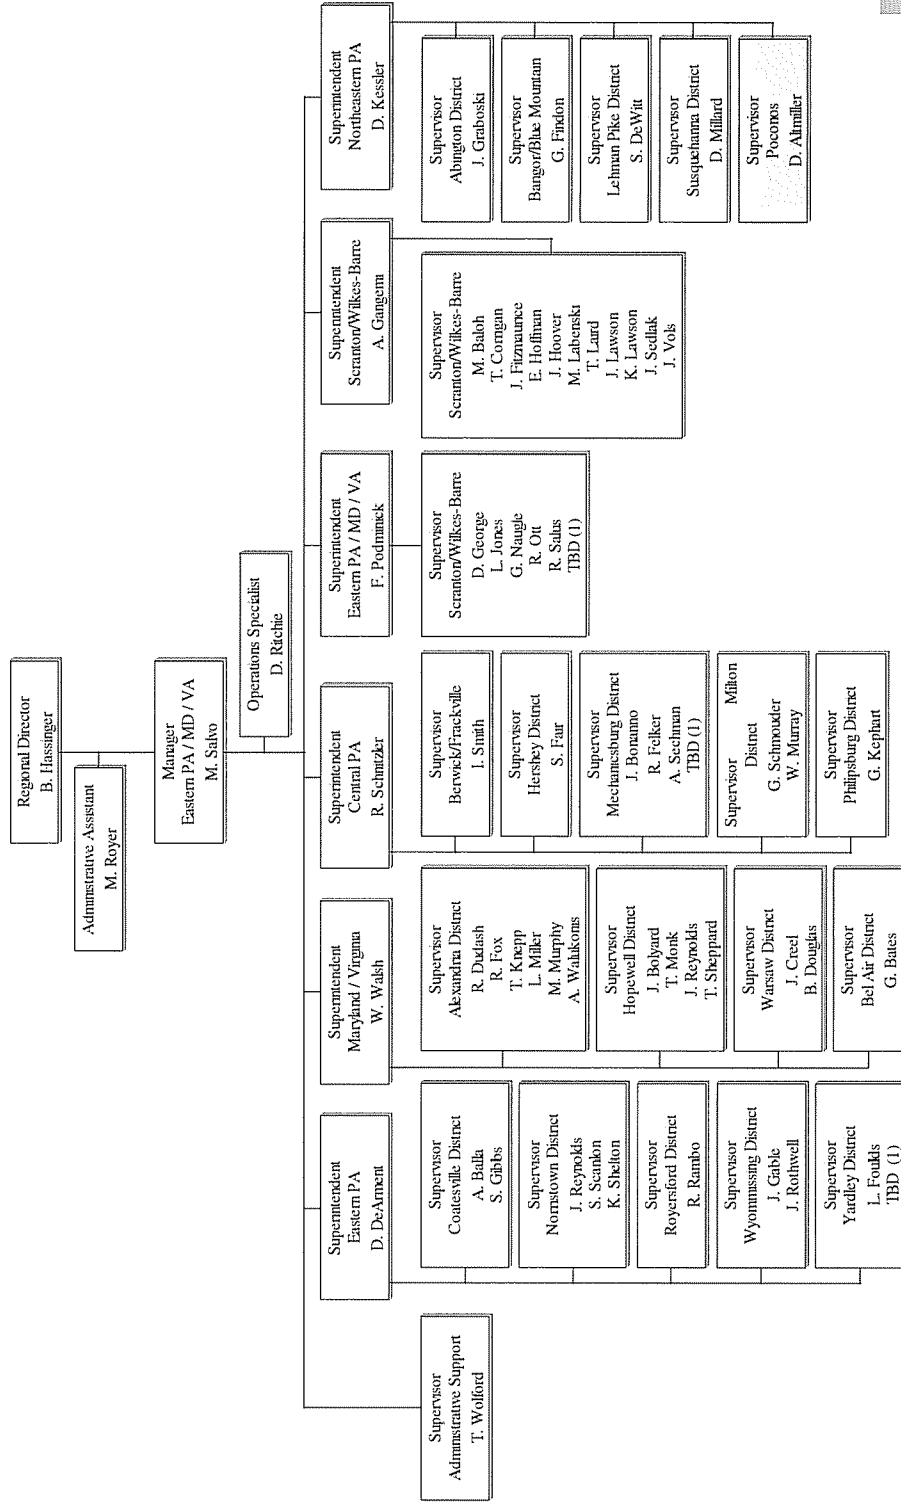 Regional Director
B. Hassinger
Administrative Assistant
M. Royer
Manager
Eastern PA / MD / VA
M. Salvo
Operations Specialist
D. Ritchie
Supervisor
Administrative Support
T. Wolford
Superintendent
Eastern PA
D. DeArment
Supervisor
Coatesville District
A. Balla
S. Gibbs
Supervisor
Norristown District
J. Reynolds
S. Scanlon
K. Shelton
Supervisor
Royersford District
R. Rambo
Supervisor
Wyomissing District
J. Gable
J. Rothwell
Supervisor
Yardley District
L. Foulds
TBD (1)
Superintendent
Maryland / Virginia
W. Walsh
Supervisor
Alexandria District
R. Dudash
R. Fox
T. Knepp
L. Miller
M. Murphy
A. Walukonis
Supervisor
Hopewell District
J. Bolyard
T. Monk
J. Reynolds
T. Sheppard
Supervisor
Warsaw District
J. Creel
B. Douglas
Supervisor
Bel Air District
G. Bates
Superintendent
Central PA
R. Schnitzler
Supervisor
Berwick/Frackville
I. Smith
Supervisor
Hershey District
S. Fair
Supervisor
Mechanicsburg District
J. Bonanno
R. Felker
A. Sechman
TBD (1)
Supervisor Milton
District
G. Schmouder
W. Murray
Supervisor
Philipsburg District
G. Kephart
Superintendent
Eastern PA / MD / VA
F. Podminick
Supervisor
Scranton/Wilkes-Barre
D. George
L. Jones
G. Naugle
R. Ott
R. Salus
TBD (1)
Superintendent
Scranton/Wilkes-Barre
A. Gangemi
Supervisor
Scranton/Wilkes-Barre
M. Baloh
T. Corrigan
J. Fitzmaurice
E. Hoffman
J. Hoover
M. Labenski
T. Laird
J. Lawson
K. Lawson
J. Sedlak
J. Vols
Superintendent
Northeastern PA
D. Kessler
Supervisor
Abington District
J. Graboski
Supervisor
Bangor/Blue Mountain
G. Findon
Supervisor
Lehman Pike District
S. DeWitt
Supervisor
Susquehanna District
D. Millard
Supervisor
Poconos
D. Altmiller